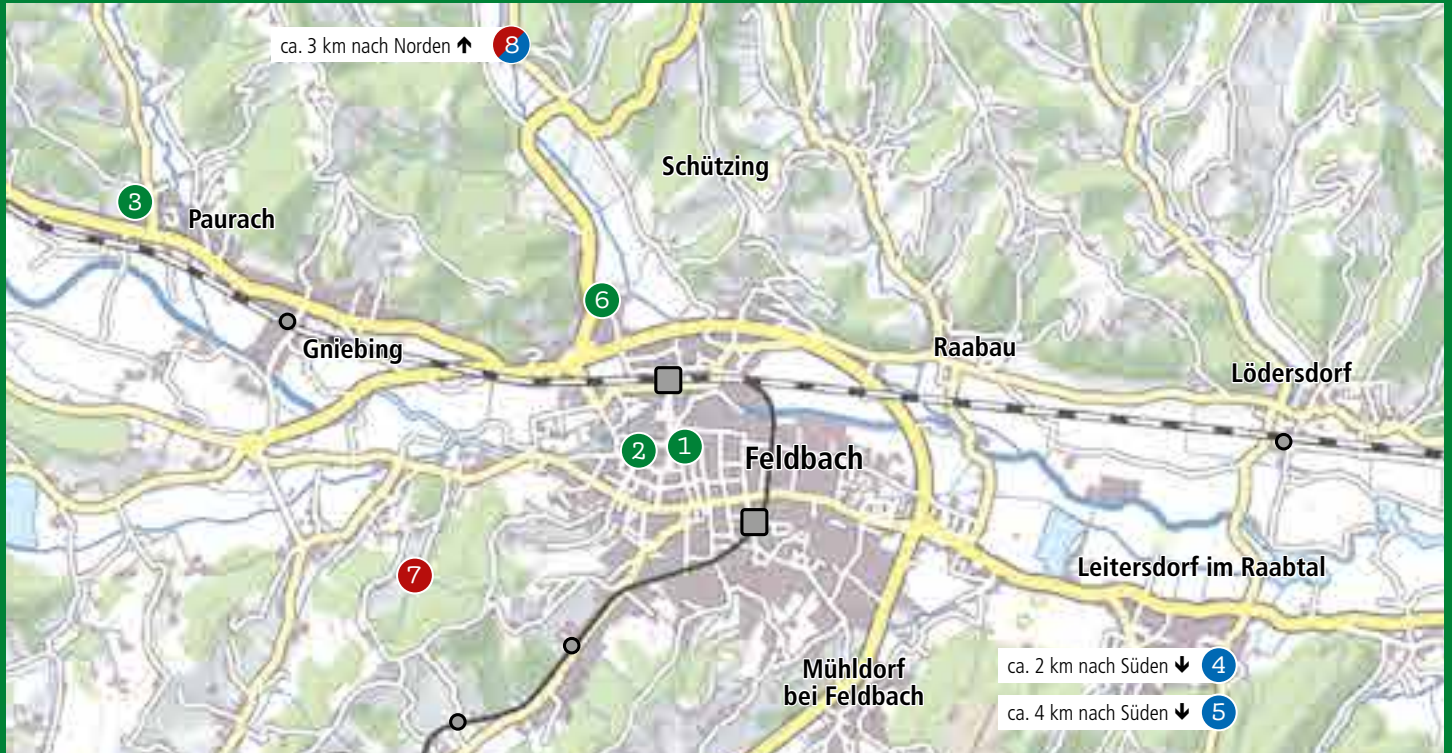 ca. 3 km nach Norden ↑ 8
Schützing
3
Paurach
6
Gniebing
Raabau
Lödersdorf
2
1
Feldbach
7
Leitersdorf im Raabtal
Mühldorf
bei Feldbach
ca. 2 km nach Süden ↓ 4
ca. 4 km nach Süden ↓ 5